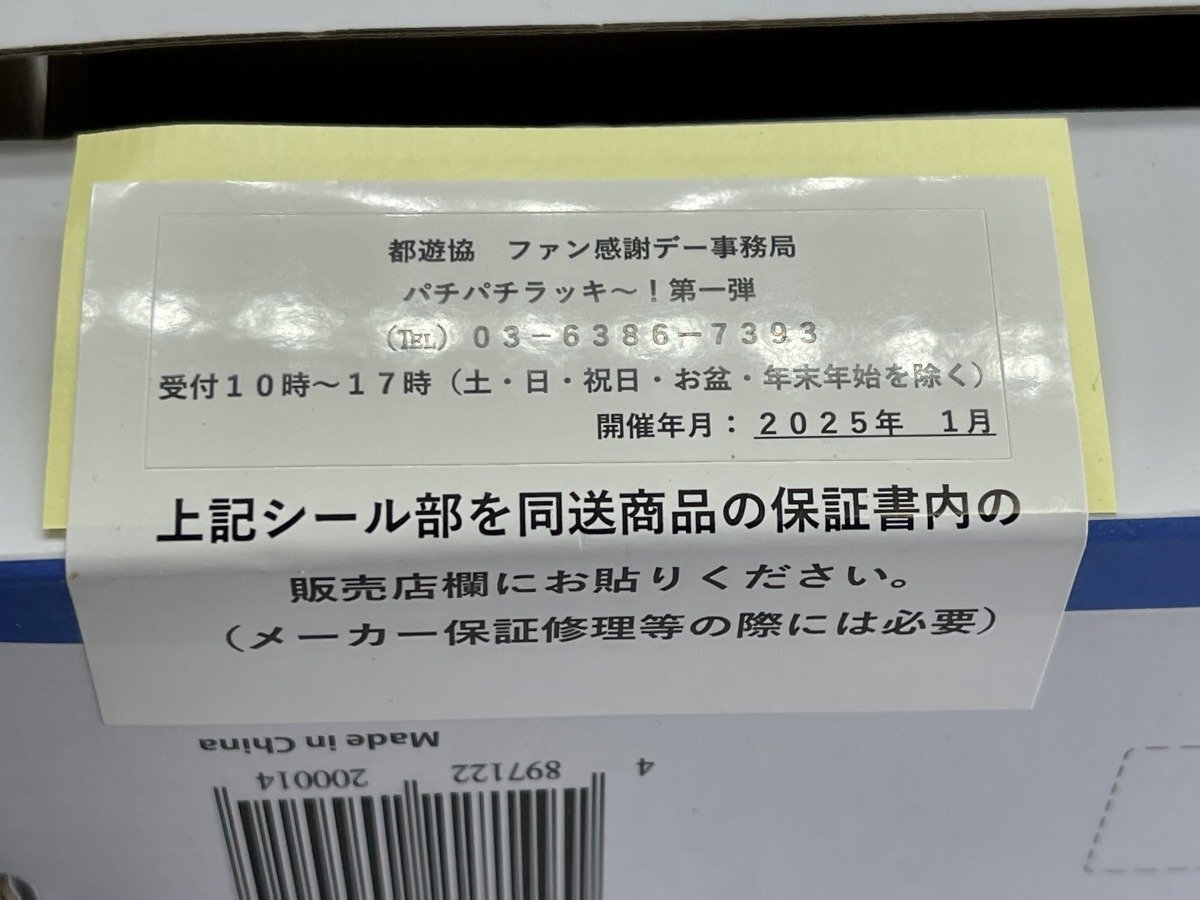 都遊協　ファン感謝デー事務局
パチパチラッキ～！第一弾
（℡）０３－６３８６－７３９３
受付１０時～１７時（土・日・祝日・お盆・年末年始を除く）
開催年月：２０２５年　１月
上記シール部を同送商品の保証書内の
販売店欄にお貼りください。
（メーカー保証修理等の際には必要）
Made in China
4 897122 200014